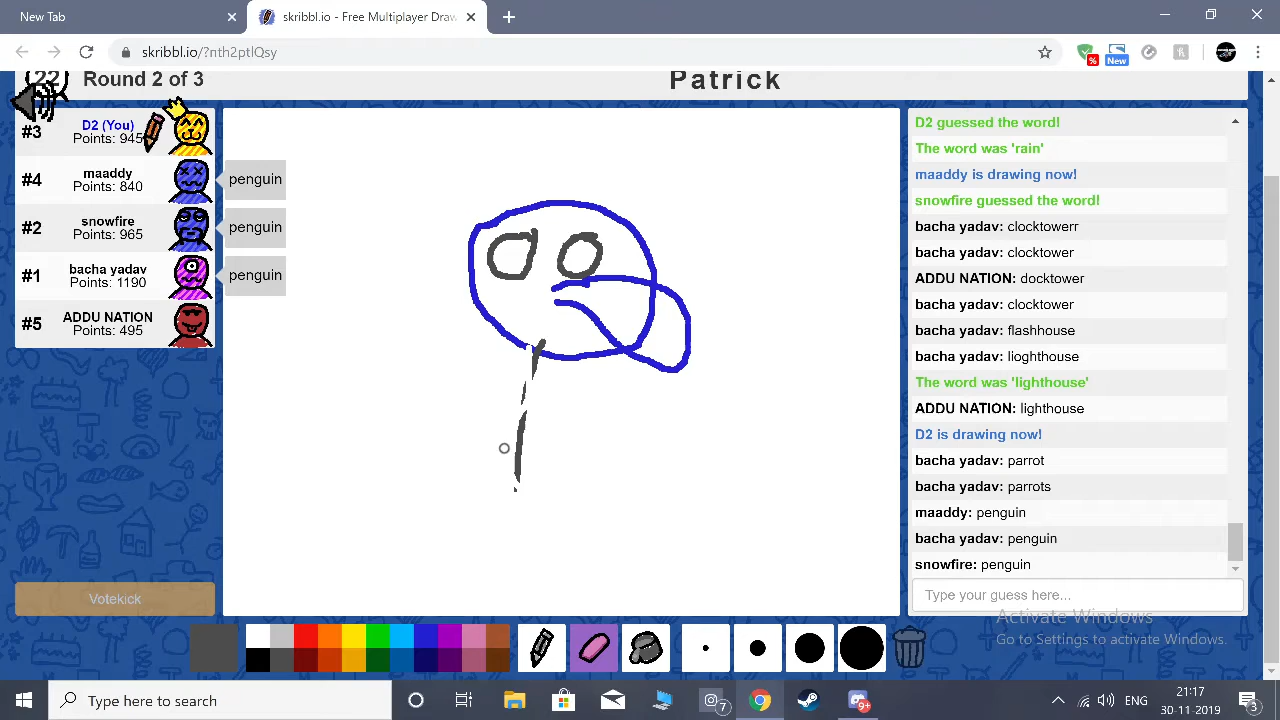 New Tab
skribbl.io - Free Multiplayer Draw
skribbl.io/?nth2ptlQsy
%
New
22
Round 2 of 3
Patrick
#3
D2 (You)
Points: 945
#4
maaddy
Points: 840
penguin
#2
snowfire
Points: 965
penguin
#1
bacha yadav
Points: 1190
penguin
#5
ADDU NATION
Points: 495
Votekick
D2 guessed the word!
The word was 'rain'
maaddy is drawing now!
snowfire guessed the word!
bacha yadav: clocktowerr
bacha yadav: clocktower
ADDU NATION: docktower
bacha yadav: clocktower
bacha yadav: flashhouse
bacha yadav: lioghthouse
The word was 'lighthouse'
ADDU NATION: lighthouse
D2 is drawing now!
bacha yadav: parrot
bacha yadav: parrots
maaddy: penguin
bacha yadav: penguin
snowfire: penguin
Type your guess here...
Activate Windows
Go to Settings to activate Windows.
Type here to search
7
9+
ENG
21:17
30-11-2019
3